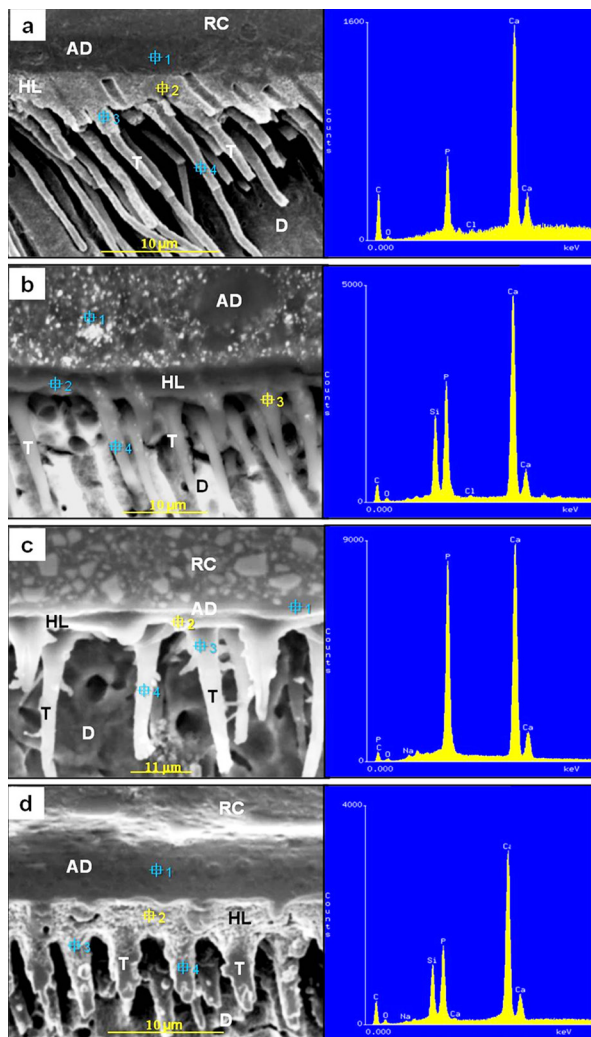 a
RC
AD
1
HL
2
3
T
T
4
D
10 µm
1600
Counts
Ca
P
C
Ca
O
Cl
0.000
keV
b
AD
1
2
HL
3
T
4
T
D
10 µm
5000
Counts
Ca
P
Si
C
Ca
O
Cl
0.000
keV
c
RC
AD
1
HL
2
3
4
T
T
D
11 µm
9000
Counts
Ca
P
Ca
P
C
O
Na
0.000
keV
d
RC
AD
1
2
HL
3
T
4
T
D
10 µm
4000
Counts
P
Si
C
Ca
O
Na
Ca
0.000
keV